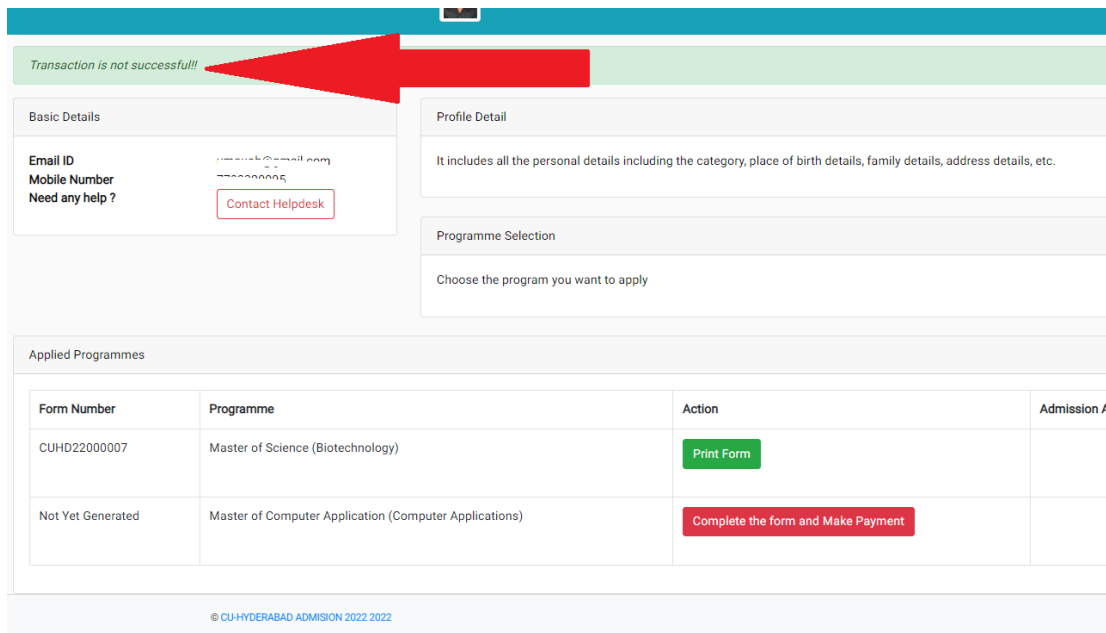 Transaction is not successful!!
Basic Details
Email ID
Mobile Number
Need any help ?
Contact Helpdesk
Profile Detail
It includes all the personal details including the category, place of birth details, family details, address details, etc.
Programme Selection
Choose the program you want to apply
Applied Programmes
Form Number Programme Action Admission A
CUHD22000007 Master of Science (Biotechnology) Print Form
Not Yet Generated Master of Computer Application (Computer Applications) Complete the form and Make Payment
© CU-HYDERABAD ADMISION 2022 2022